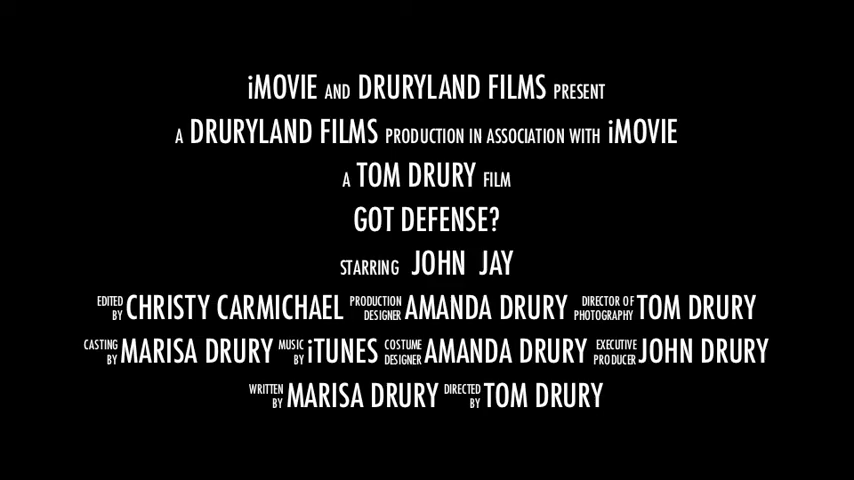 iMOVIE AND DRURYLAND FILMS PRESENT
A DRURYLAND FILMS PRODUCTION IN ASSOCIATION WITH iMOVIE
A TOM DRURY FILM
GOT DEFENSE?
STARRING JOHN JAY
EDITED BY CHRISTY CARMICHAEL PRODUCTION DESIGNER AMANDA DRURY DIRECTOR OF PHOTOGRAPHY TOM DRURY
CASTING BY MARISA DRURY MUSIC BY iTUNES COSTUME DESIGNER AMANDA DRURY EXECUTIVE PRODUCER JOHN DRURY
WRITTEN BY MARISA DRURY DIRECTED BY TOM DRURY